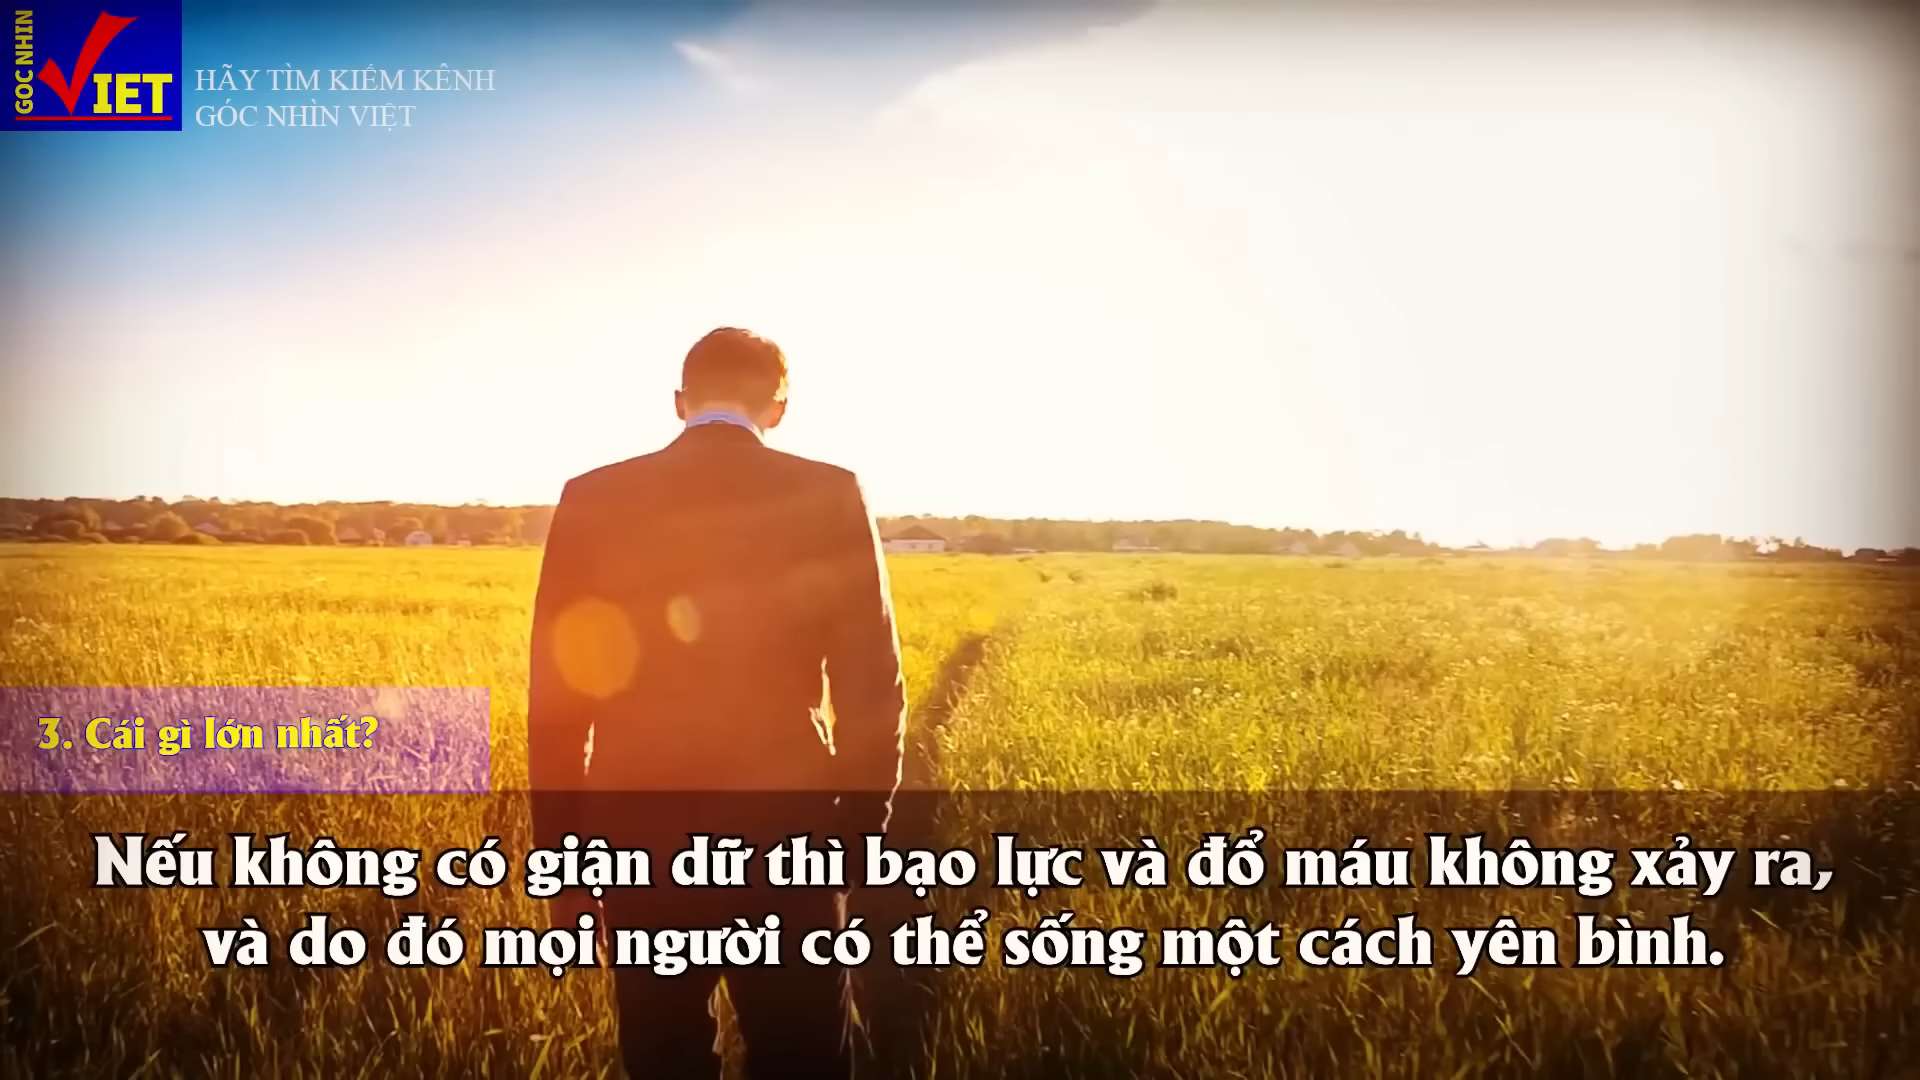 GOC NHIN
VIET
HÃY TÌM KIẾM KÊNH
GÓC NHÌN VIỆT
3. Cái gì lớn nhất?
Nếu không có giận dữ thì bạo lực và đổ máu không xảy ra,
và do đó mọi người có thể sống một cách yên bình.